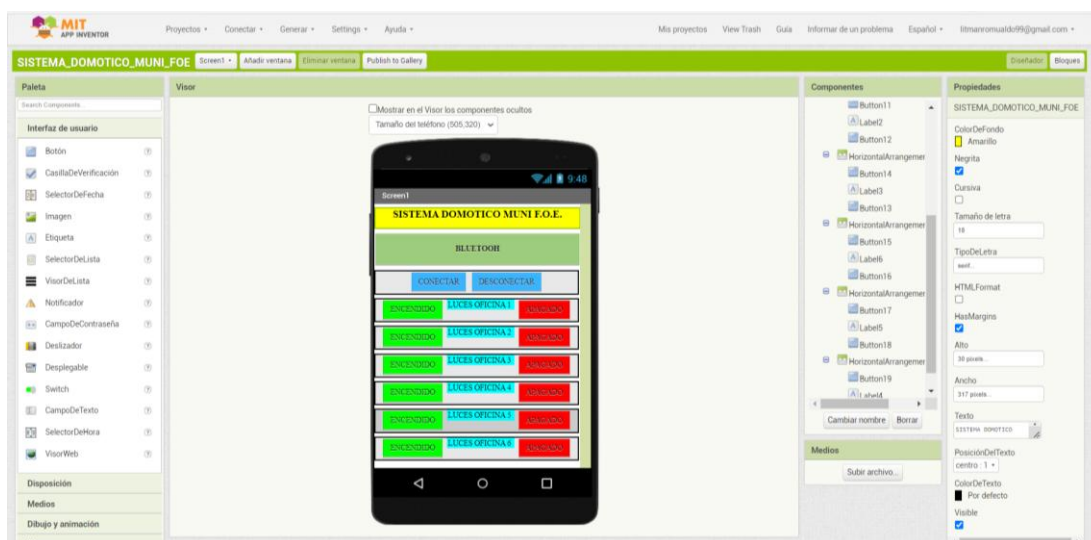 MIT
APP INVENTOR
Proyectos
Conectar
Generar
Settings
Ayuda
Mis proyectos
View Trash
Guía
Informar de un problema
Español
litmanromualdo99@gmail.com
SISTEMA_DOMOTICO_MUNI_FOE
Screen1
Añadir ventana
Eliminar ventana
Publish to Gallery
Diseñador
Bloques
Paleta
Search Components...
Interfaz de usuario
Botón
CasillaDeVerificación
SelectorDeFecha
Imagen
Etiqueta
SelectorDeLista
VisorDeLista
Notificador
CampoDeContraseña
Deslizador
Desplegable
Switch
CampoDeTexto
SelectorDeHora
VisorWeb
Disposición
Medios
Dibujo y animación
Visor
Mostrar en el Visor los componentes ocultos
Tamaño del teléfono (505,320)
9:48
Screen1
SISTEMA DOMOTICO MUNI F.O.E.
BLUETOOH
CONECTAR DESCONECTAR
ENCENDIDO LUCES OFICINA 1 APAGADO
ENCENDIDO LUCES OFICINA 2 APAGADO
ENCENDIDO LUCES OFICINA 3 APAGADO
ENCENDIDO LUCES OFICINA 4 APAGADO
ENCENDIDO LUCES OFICINA 5 APAGADO
ENCENDIDO LUCES OFICINA 6 APAGADO
Componentes
Button11
Label2
Button12
HorizontalArrangemer
Button14
Label3
Button13
HorizontalArrangemer
Button15
Label6
Button16
HorizontalArrangemer
Button17
Label5
Button18
HorizontalArrangemer
Button19
Label4
Cambiar nombre
Borrar
Medios
Subir archivo...
Propiedades
SISTEMA_DOMOTICO_MUNI_FOE
ColorDeFondo
Amarillo
Negrita
Cursiva
Tamaño de letra
18
TipoDeLetra
serif...
HTMLFormat
HasMargins
Alto
30 pixels...
Ancho
317 pixels...
Texto
SISTEMA DOMOTICO
PosiciónDelTexto
centro : 1
ColorDeTexto
Por defecto
Visible